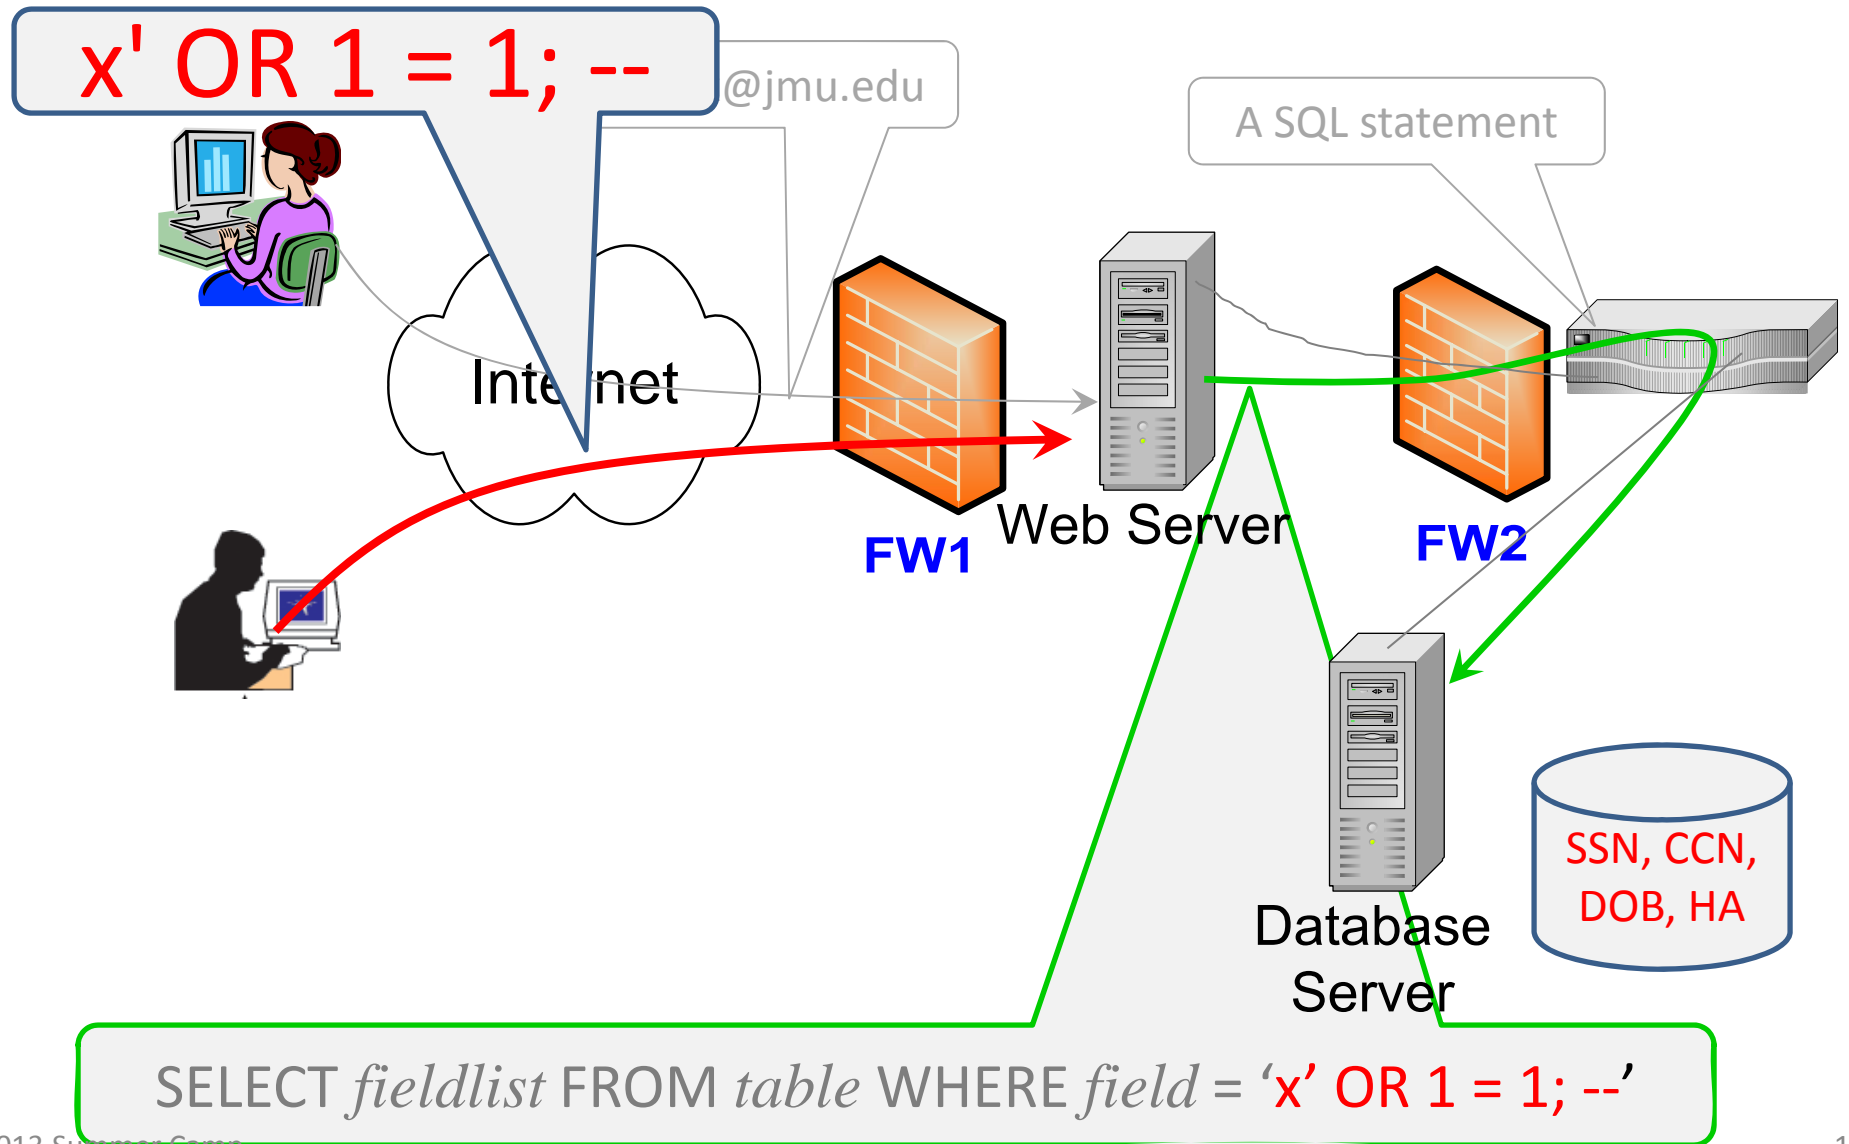 x' OR 1 = 1; --
@jmu.edu
A SQL statement
Internet
Web Server
FW1
FW2
SSN, CCN,
DOB, HA
Database
Server
SELECT fieldlist FROM table WHERE field = ‘x’ OR 1 = 1; --’